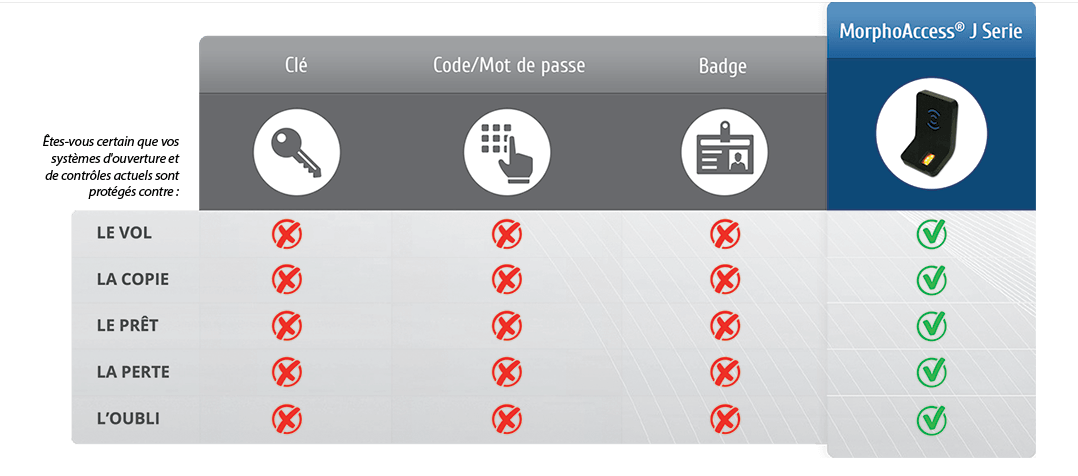 MorphoAccess® J Serie
Clé
Code/Mot de passe
Badge
Êtes-vous certain que vos
systèmes d'ouverture et
de contrôles actuels sont
protégés contre :
LE VOL
LA COPIE
LE PRÊT
LA PERTE
L'OUBLI